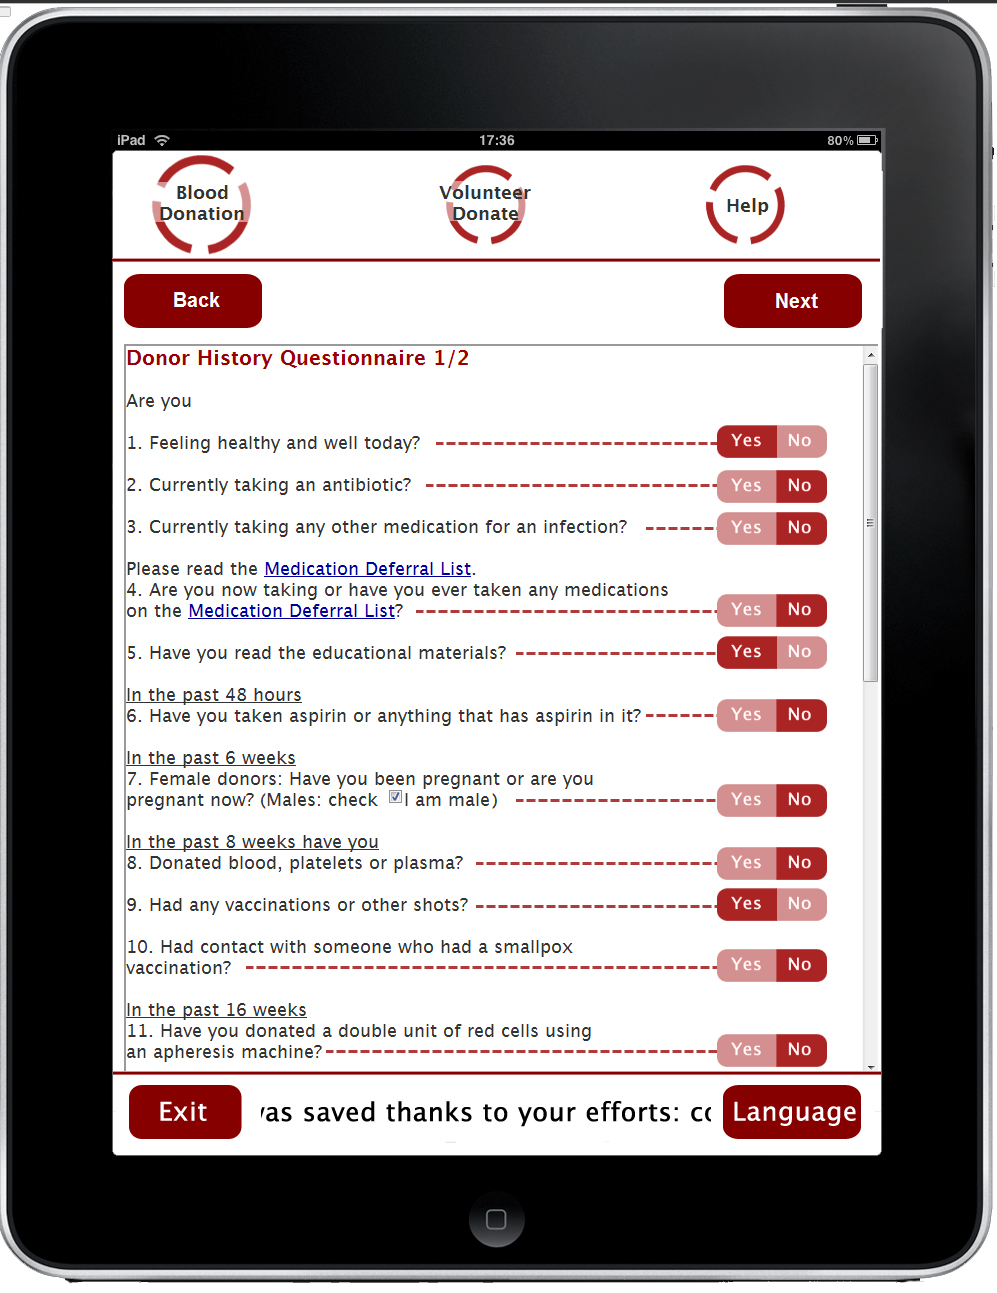 iPad 17:36 80%
Blood Donation
Volunteer Donate
Help
Back Next
Donor History Questionnaire 1/2
Are you
1. Feeling healthy and well today? Yes No
2. Currently taking an antibiotic? Yes No
3. Currently taking any other medication for an infection? Yes No
Please read the Medication Deferral List.
4. Are you now taking or have you ever taken any medications
on the Medication Deferral List? Yes No
5. Have you read the educational materials? Yes No
In the past 48 hours
6. Have you taken aspirin or anything that has aspirin in it? Yes No
In the past 6 weeks
7. Female donors: Have you been pregnant or are you
pregnant now? (Males: check I am male) Yes No
In the past 8 weeks have you
8. Donated blood, platelets or plasma? Yes No
9. Had any vaccinations or other shots? Yes No
10. Had contact with someone who had a smallpox
vaccination? Yes No
In the past 16 weeks
11. Have you donated a double unit of red cells using
an apheresis machine? Yes No
Exit saved thanks to your efforts: Language